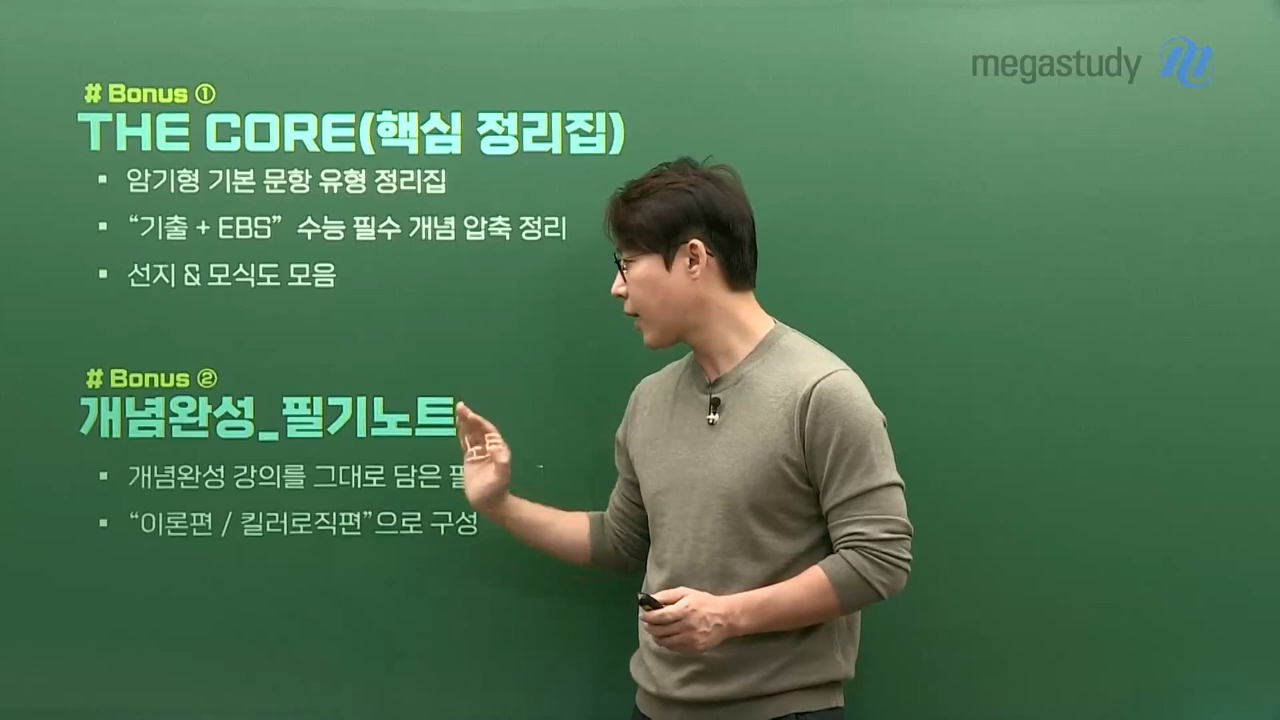 megastudy
# Bonus ①
THE CORE(핵심 정리집)
▪ 암기형 기본 문항 유형 정리집
▪ “기출 + EBS” 수능 필수 개념 압축 정리
▪ 선지 & 모식도 모음
# Bonus ②
개념완성_필기노트
▪ 개념완성 강의를 그대로 담은
▪ “이론편 / 킬러로직편”으로 구성